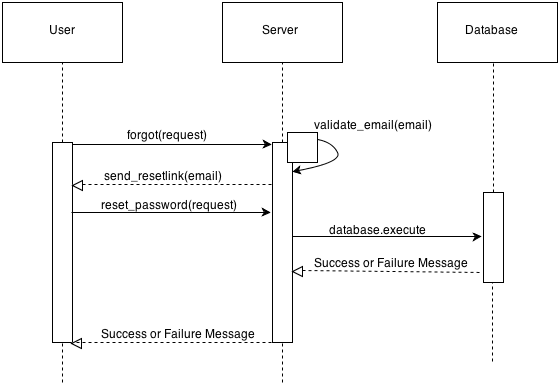 User
Server
Database
validate_email(email)
forgot(request)
send_resetlink(email)
reset_password(request)
database.execute
Success or Failure Message
Success or Failure Message